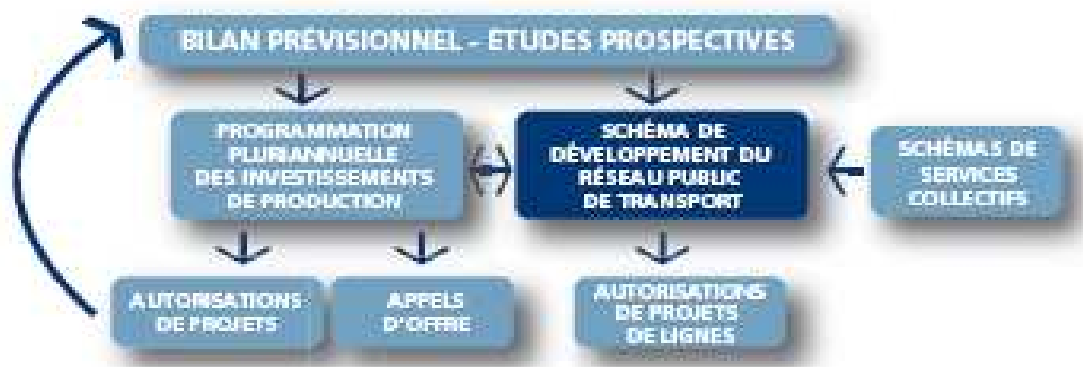 BILAN PRÉVISIONNEL - ÉTUDES PROSPECTIVES
PROGRAMMATION
PLURIANNUELLE
DES INVESTISSEMENTS
DE PRODUCTION
SCHÉMA DE
DÉVELOPPEMENT DU
RÉSEAU PUBLIC
DE TRANSPORT
SCHÉMAS DE
SERVICES
COLLECTIFS
AUTORISATIONS
DE PROJETS
APPELS
D'OFFRE
AUTORISATIONS
DE PROJETS
DE LIGNES